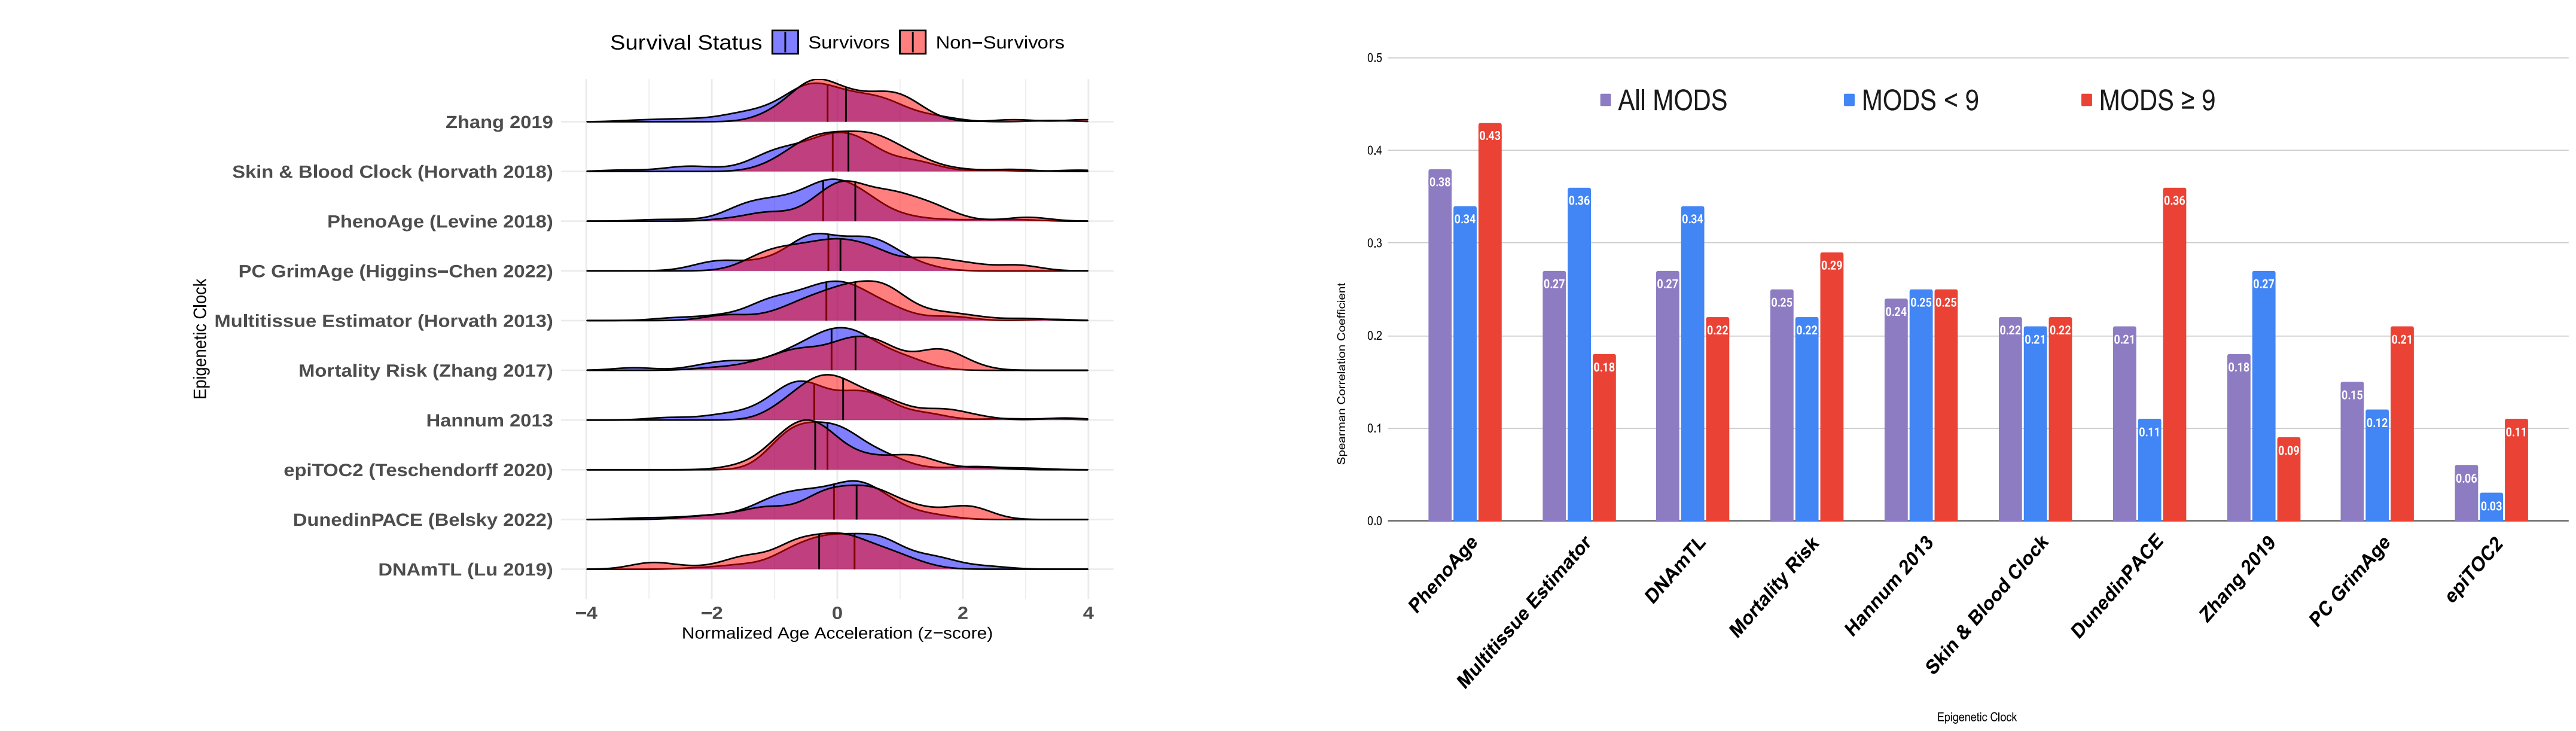 Survival Status Survivors Non−Survivors
Zhang 2019
Skin & Blood Clock (Horvath 2018)
PhenoAge (Levine 2018)
PC GrimAge (Higgins−Chen 2022)
Multitissue Estimator (Horvath 2013)
Mortality Risk (Zhang 2017)
Hannum 2013
epiTOC2 (Teschendorff 2020)
DunedinPACE (Belsky 2022)
DNAmTL (Lu 2019)
Epigenetic Clock
−4 −2 0 2 4
Normalized Age Acceleration (z−score)
All MODS MODS < 9 MODS ≥ 9
Spearman Correlation Coefficient
0.5
0.4
0.3
0.2
0.1
0.0
0.38 0.34 0.43
0.27 0.36 0.18
0.27 0.34 0.22
0.25 0.22 0.29
0.24 0.25 0.25
0.22 0.21 0.22
0.21 0.11 0.36
0.18 0.27 0.09
0.15 0.12 0.21
0.06 0.03 0.11
PhenoAge
Multitissue Estimator
DNAmTL
Mortality Risk
Hannum 2013
Skin & Blood Clock
DunedinPACE
Zhang 2019
PC GrimAge
epiTOC2
Epigenetic Clock